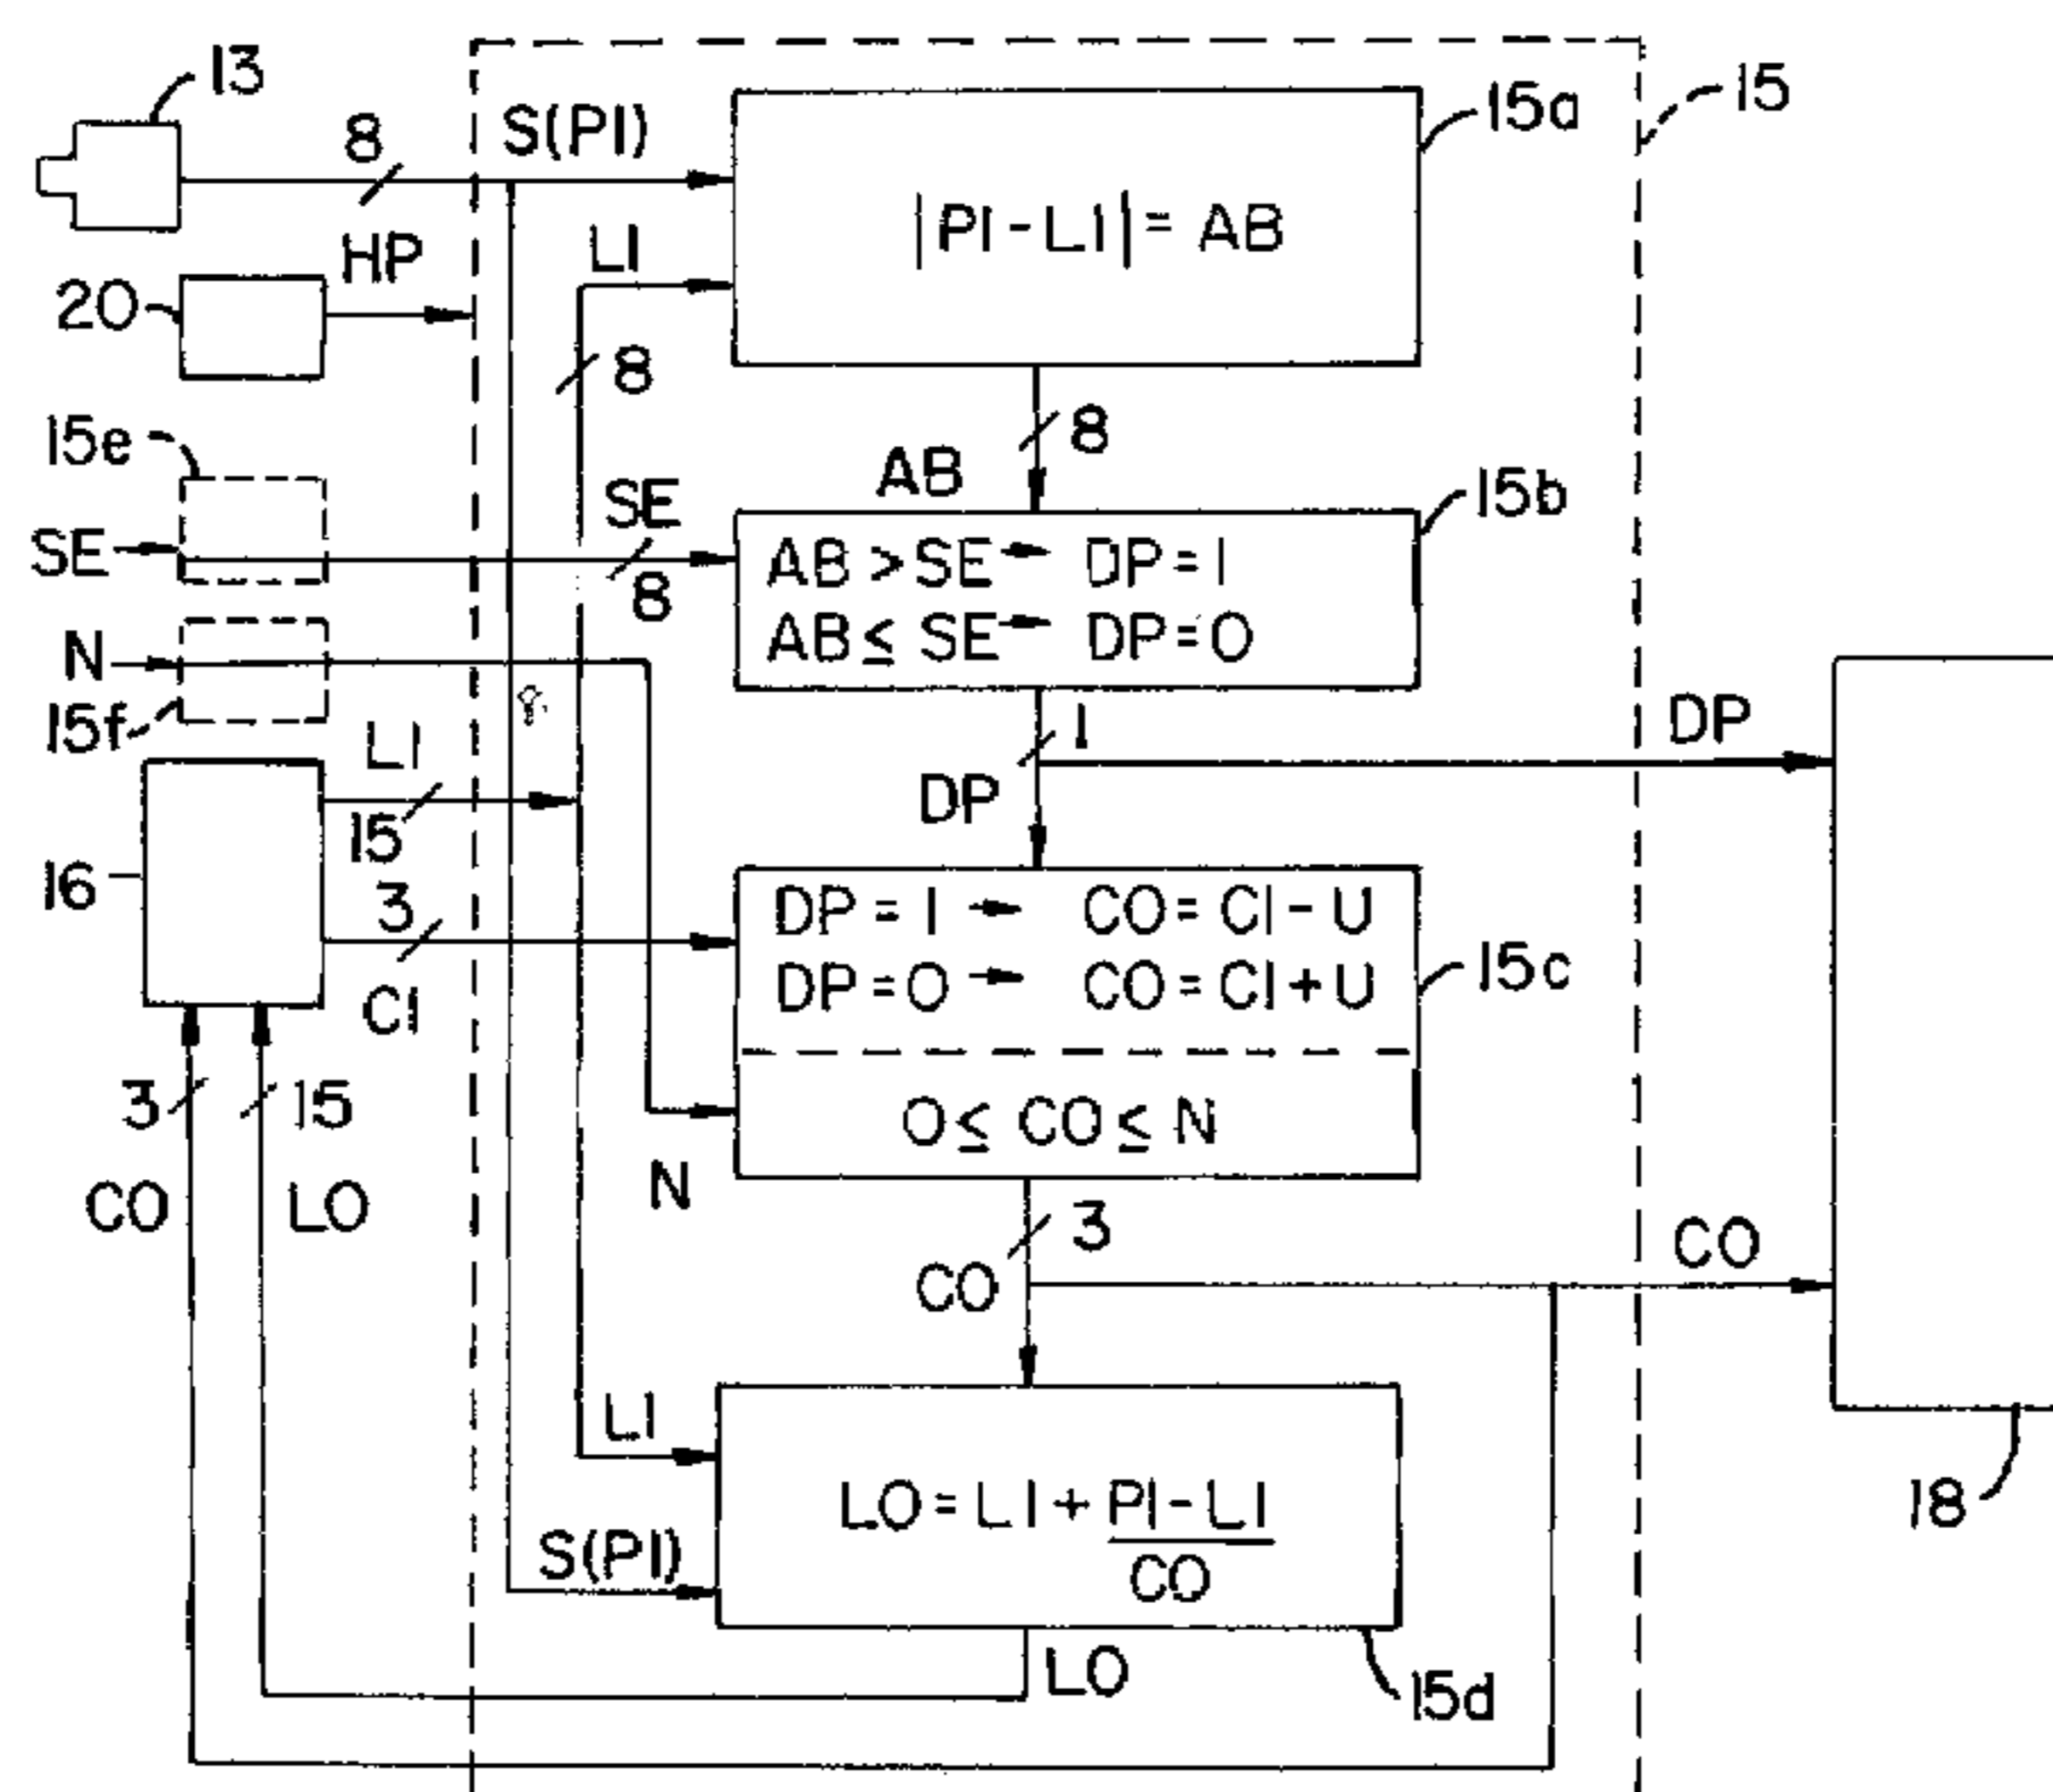 13
8
S(PI)
15a
15
|PI-LI| = AB
HP
LI
20
8
8
15e
AB
15b
SE
SE
8
AB > SE → DP = 1
AB ≤ SE → DP = 0
N
15f
LI
1
DP
DP
15
16
3
CI
DP = 1 → CO = CI - U
DP = 0 → CO = CI + U
15c
0 ≤ CO ≤ N
3
15
CO
LO
N
3
CO
CO
LI
LO = LI + PI - LI
CO
S(PI)
18
LO
15d